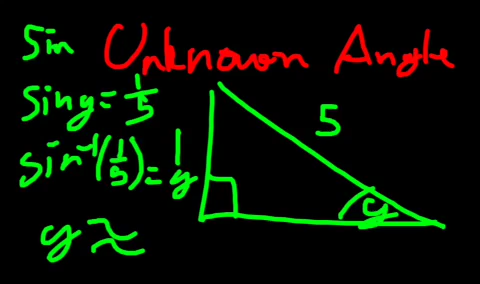 Sin Unknown Angle
sin y = 1/5
sin⁻¹(1/5) = y
1
5
y
y ≈